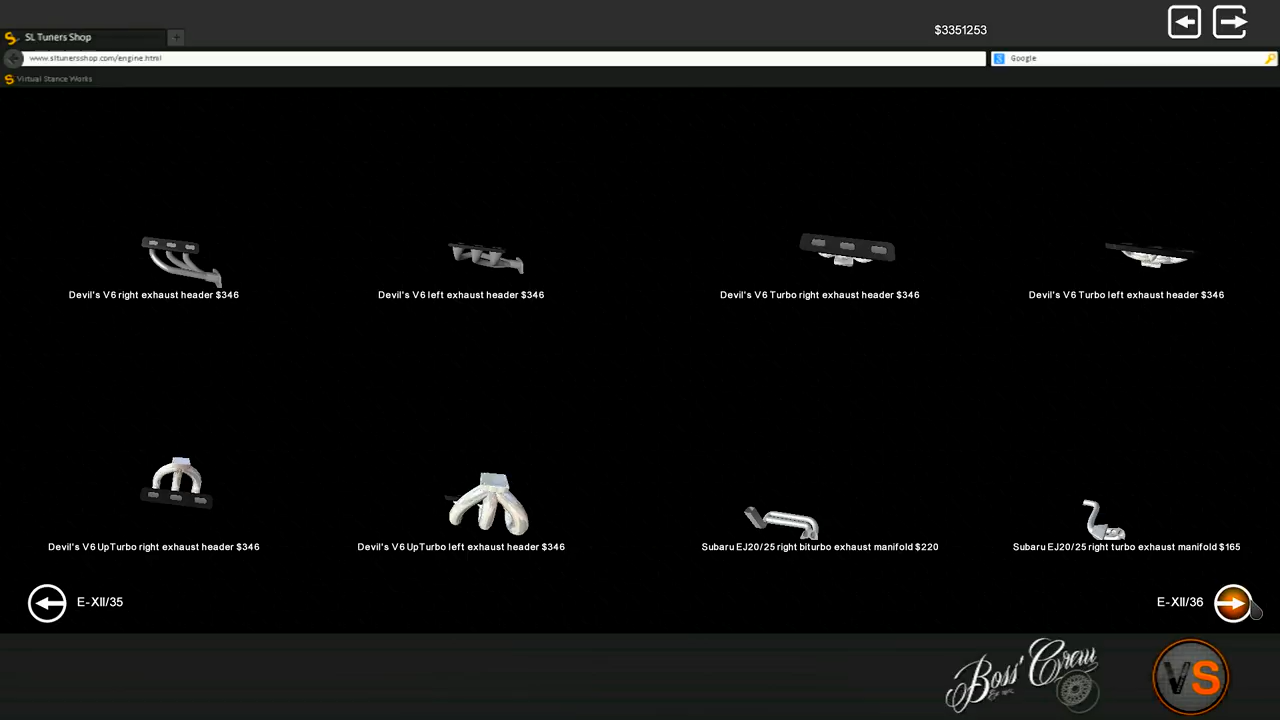 SL Tuners Shop
+
$3351253
www.sltunersshop.com/engine.html
Google
Virtual Stance Works
Devil's V6 right exhaust header $346
Devil's V6 left exhaust header $346
Devil's V6 Turbo right exhaust header $346
Devil's V6 Turbo left exhaust header $346
Devil's V6 UpTurbo right exhaust header $346
Devil's V6 UpTurbo left exhaust header $346
Subaru EJ20/25 right biturbo exhaust manifold $220
Subaru EJ20/25 right turbo exhaust manifold $165
E-XII/35
E-XII/36
Boss' Crew
VS